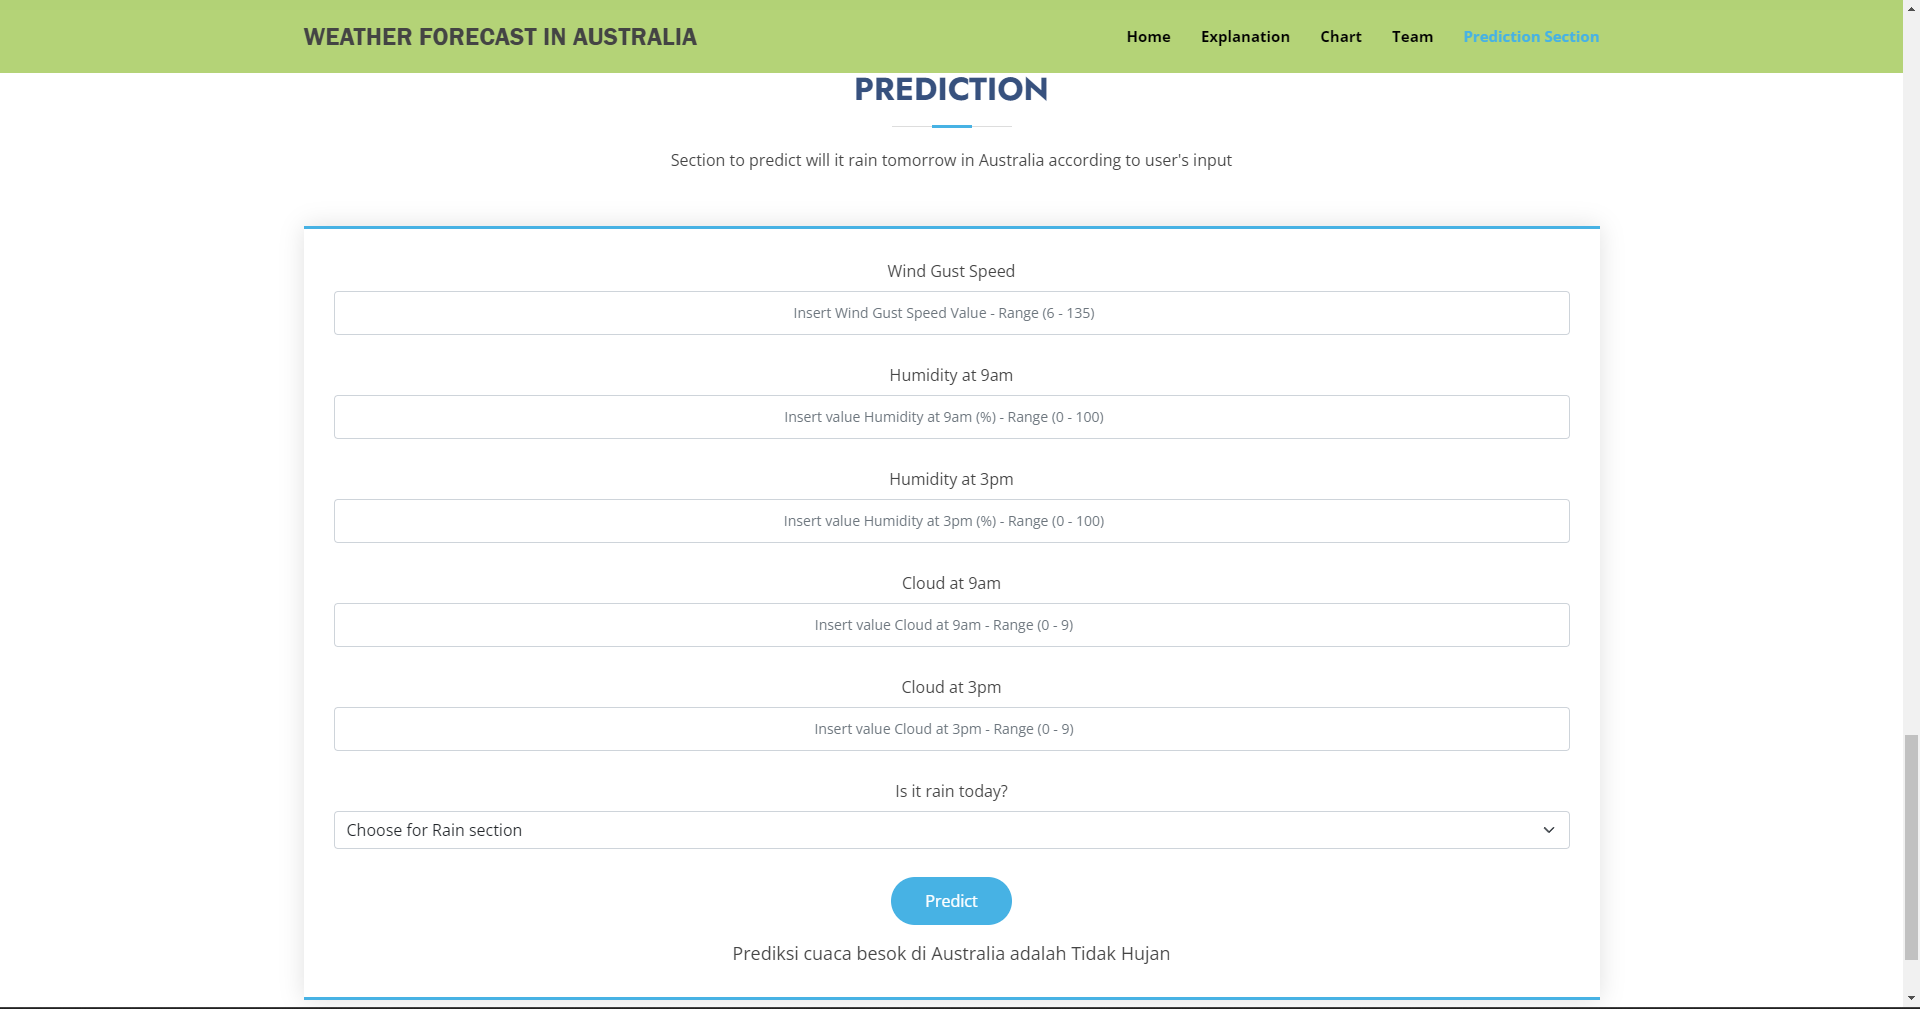 WEATHER FORECAST IN AUSTRALIA
Home Explanation Chart Team Prediction Section
PREDICTION
Section to predict will it rain tomorrow in Australia according to user's input
Wind Gust Speed
Insert Wind Gust Speed Value - Range (6 - 135)
Humidity at 9am
Insert value Humidity at 9am (%) - Range (0 - 100)
Humidity at 3pm
Insert value Humidity at 3pm (%) - Range (0 - 100)
Cloud at 9am
Insert value Cloud at 9am - Range (0 - 9)
Cloud at 3pm
Insert value Cloud at 3pm - Range (0 - 9)
Is it rain today?
Choose for Rain section
Predict
Prediksi cuaca besok di Australia adalah Tidak Hujan